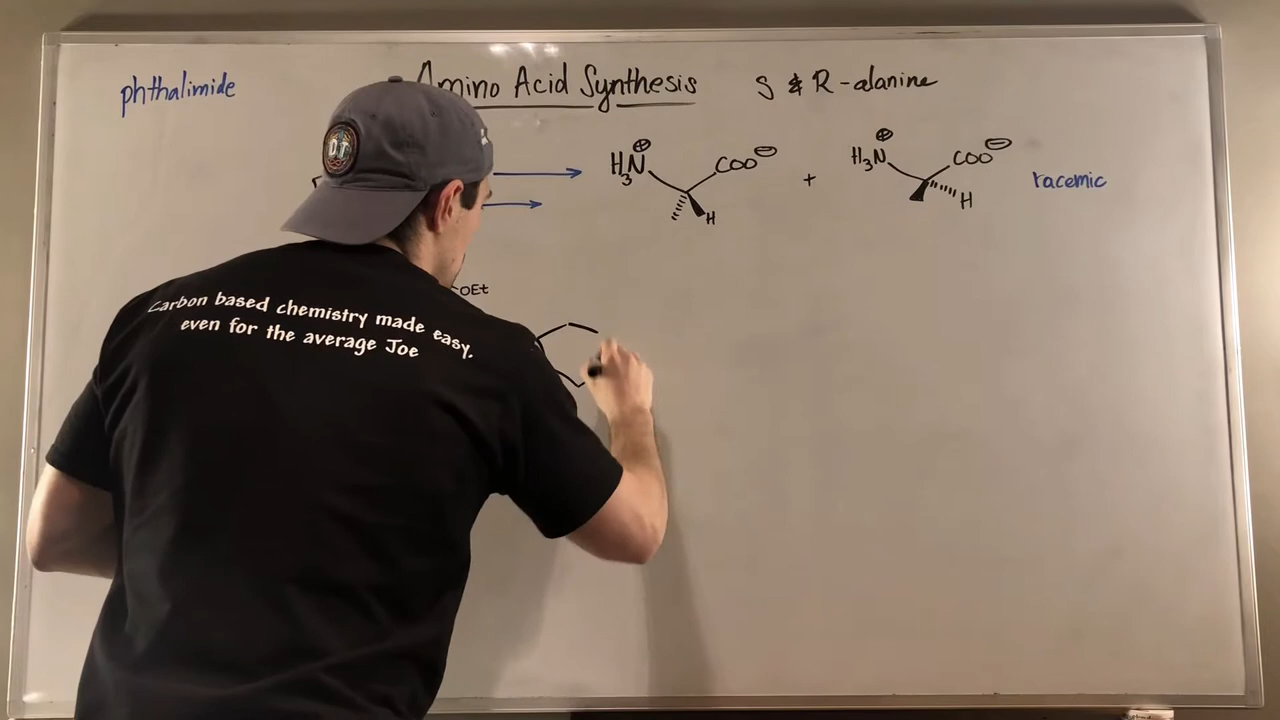 phthalimide
Amino Acid Synthesis
S & R-alanine
H₃N⊕
COO⊖
H
+
H₃N⊕
COO⊖
H
racemic
OEt
DT
Carbon based chemistry made easy,
even for the average Joe